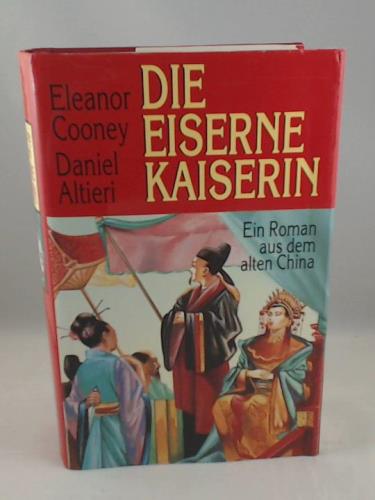 Eleanor
Cooney
Daniel
Altieri
DIE
EISERNE
KAISERIN
Ein Roman
aus dem
alten China